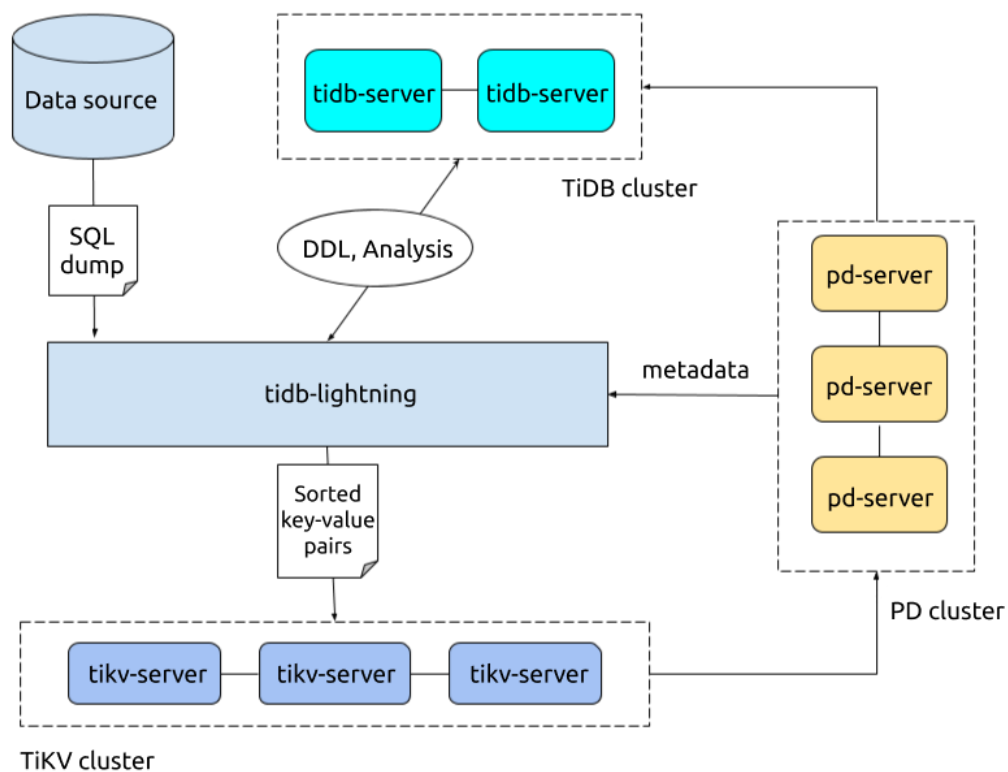 Data source
tidb-server
tidb-server
TiDB cluster
SQL
dump
DDL, Analysis
pd-server
pd-server
pd-server
PD cluster
metadata
tidb-lightning
Sorted
key-value
pairs
tikv-server
tikv-server
tikv-server
TiKV cluster